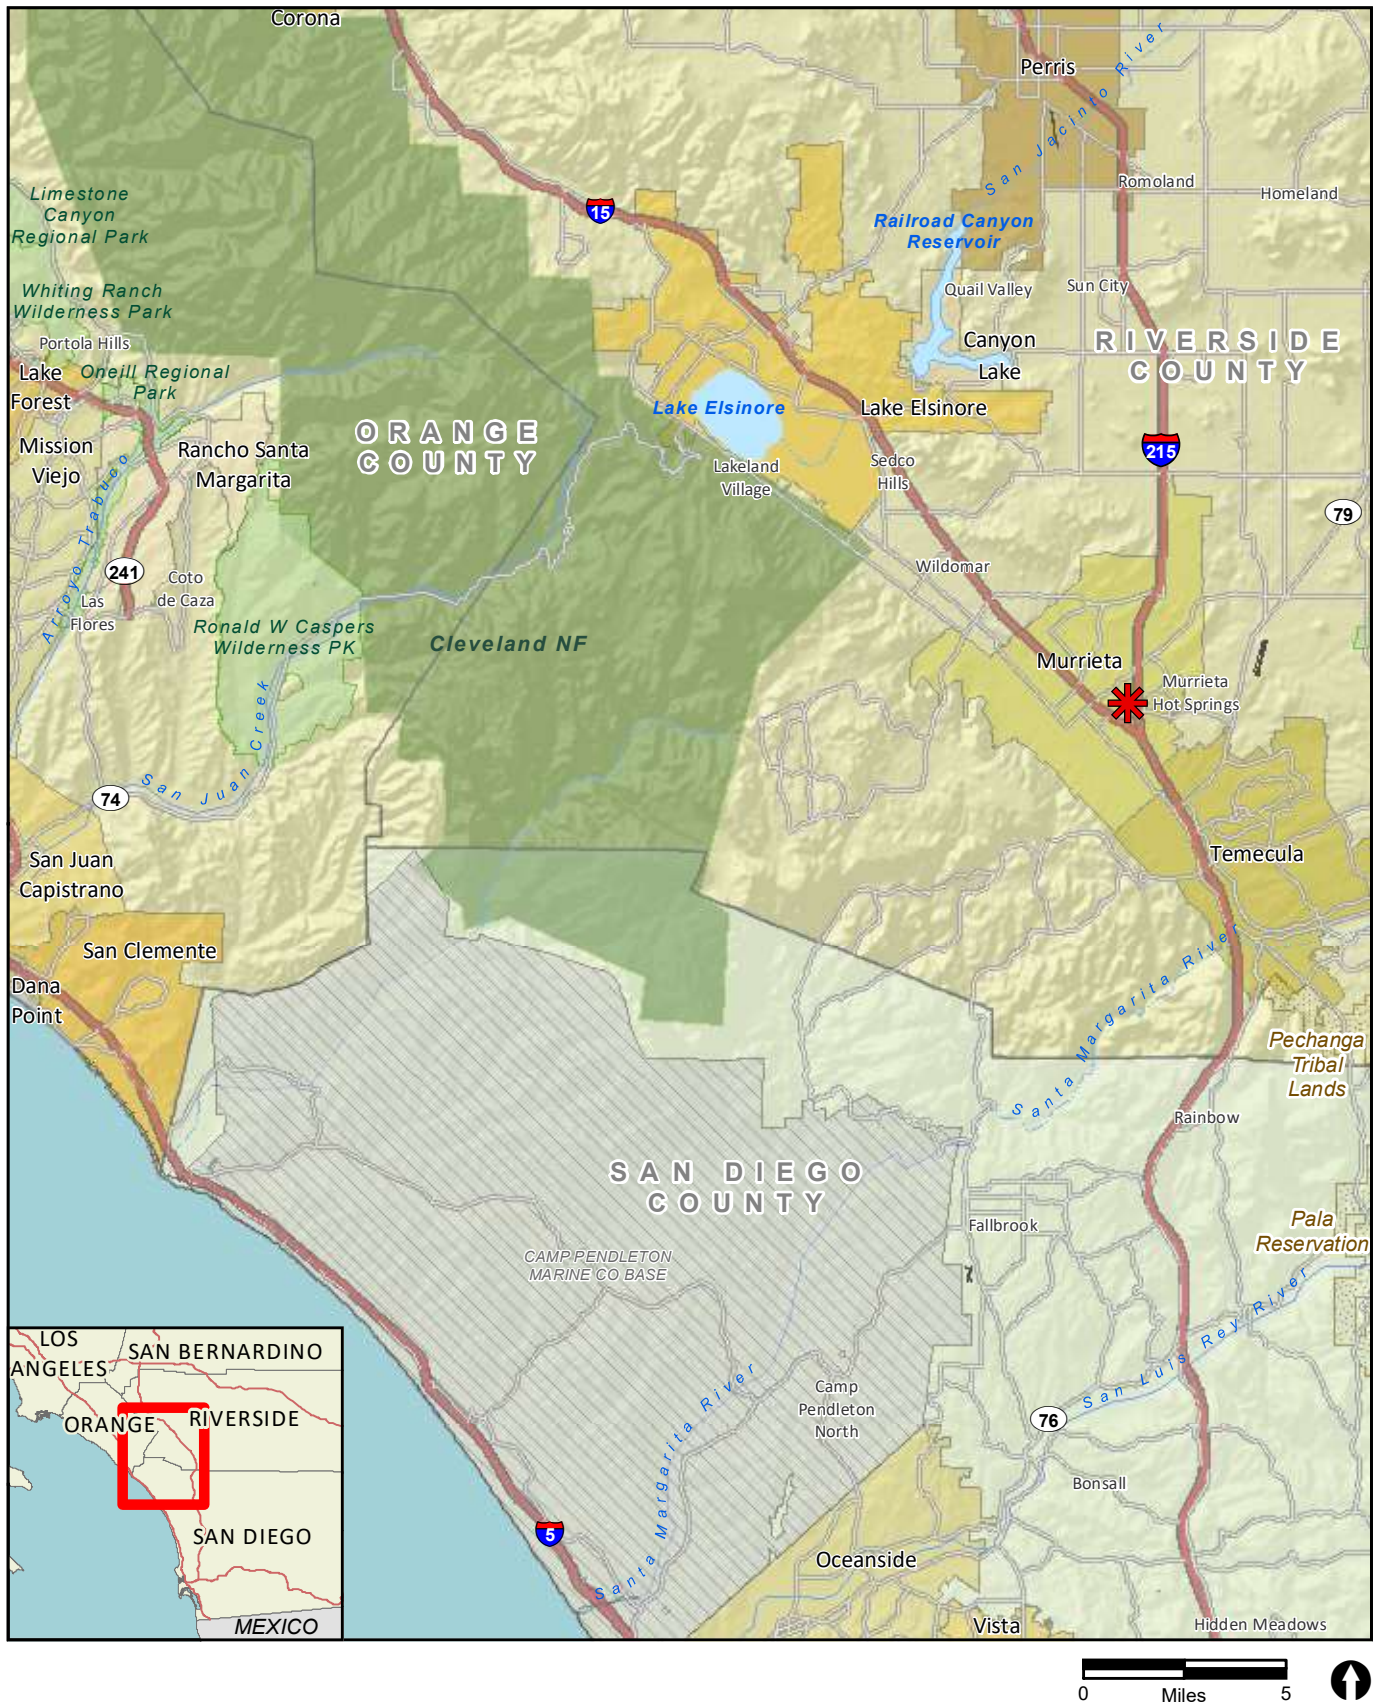 Corona
Perris
San Jacinto River
Romoland
Homeland
Limestone
Canyon
Regional Park
15
Railroad Canyon
Reservoir
Whiting Ranch
Wilderness Park
Quail Valley
Sun City
Portola Hills
Canyon
Lake
RIVERSIDE
COUNTY
Lake
Forest
Oneill Regional
Park
Lake Elsinore
Lake Elsinore
ORANGE
COUNTY
Mission
Viejo
Rancho Santa
Margarita
215
Lakeland
Village
Sedco
Hills
Arroyo Trabuco
79
241
Coto
de Caza
Wildomar
Las
Flores
Ronald W Caspers
Wilderness PK
Cleveland NF
Murrieta
Murrieta
Hot Springs
San Juan Creek
74
San Juan
Capistrano
Temecula
San Clemente
Dana
Point
Santa Margarita River
Pechanga
Tribal
Lands
Rainbow
SAN DIEGO
COUNTY
Fallbrook
Pala
Reservation
CAMP PENDLETON
MARINE CO BASE
San Luis Rey River
Camp
Pendleton
North
76
Santa Margarita River
Bonsall
5
Oceanside
Vista
Hidden Meadows
LOS
ANGELES
SAN BERNARDINO
ORANGE
RIVERSIDE
SAN DIEGO
MEXICO
0
Miles
5